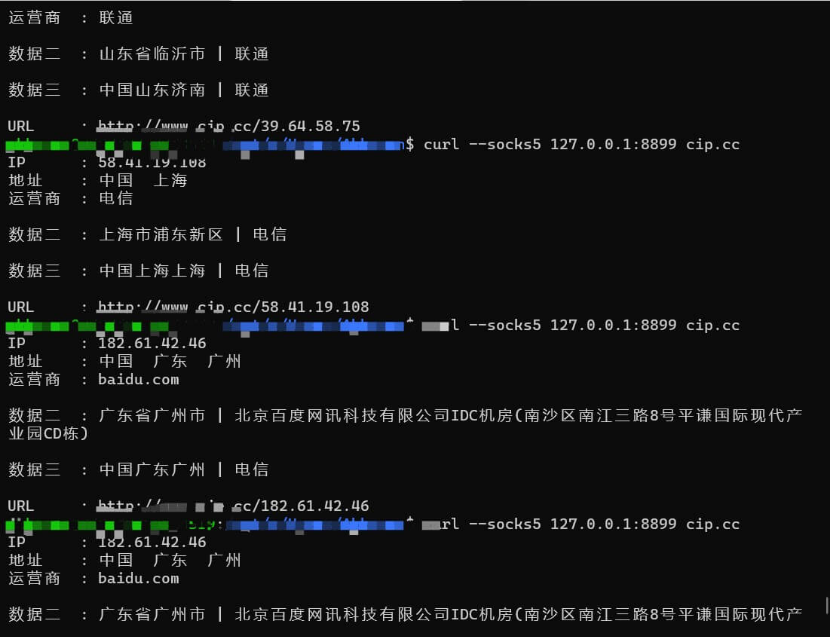 运营商 : 联通
数据二 : 山东省临沂市 | 联通
数据三 : 中国山东济南 | 联通
URL : http://www.cip.cc/39.64.58.75
$ curl --socks5 127.0.0.1:8899 cip.cc
IP : 58.41.19.108
地址 : 中国 上海
运营商 : 电信
数据二 : 上海市浦东新区 | 电信
数据三 : 中国上海上海 | 电信
URL : http://www.cip.cc/58.41.19.108
--socks5 127.0.0.1:8899 cip.cc
IP : 182.61.42.46
地址 : 中国 广东 广州
运营商 : baidu.com
数据二 : 广东省广州市 | 北京百度网讯科技有限公司IDC机房(南沙区南江三路8号平谦国际现代产
业园CD栋)
数据三 : 中国广东广州 | 电信
URL : http:// cc/182.61.42.46
--socks5 127.0.0.1:8899 cip.cc
IP : 182.61.42.46
地址 : 中国 广东 广州
运营商 : baidu.com
数据二 : 广东省广州市 | 北京百度网讯科技有限公司IDC机房(南沙区南江三路8号平谦国际现代产